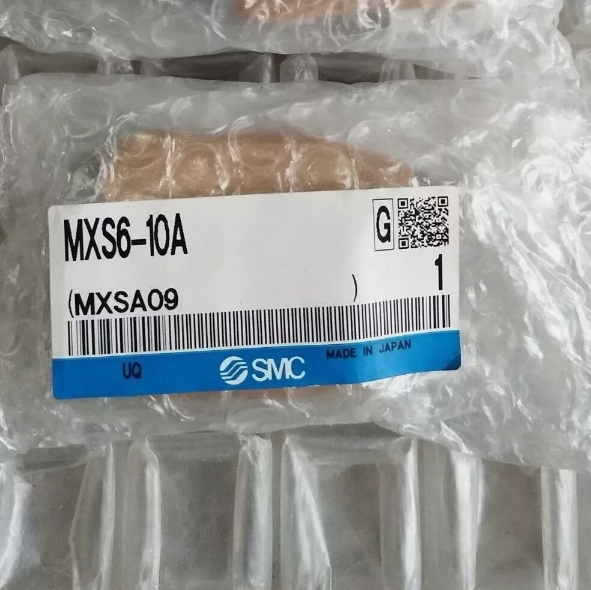 MXS6-10A
G
(MXSA09 )
1
UQ
SMC
MADE IN JAPAN